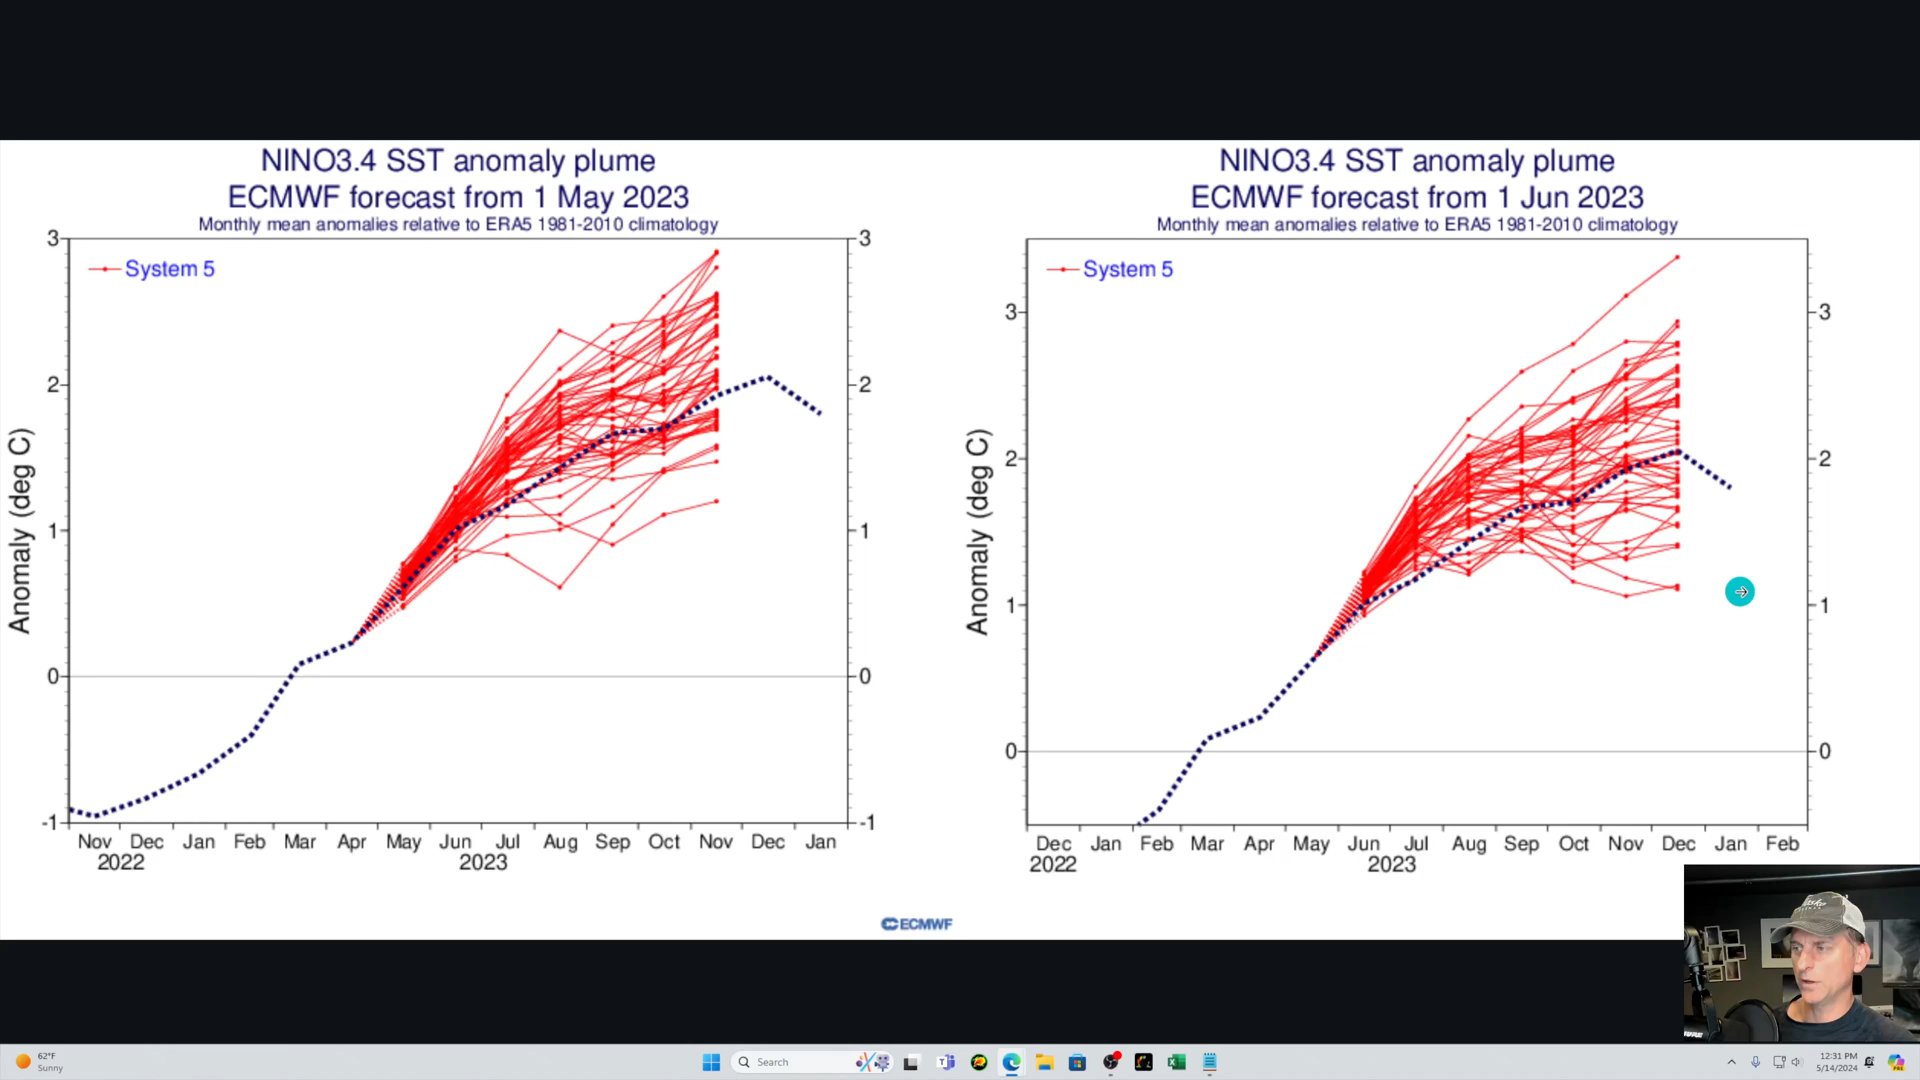 NINO3.4 SST anomaly plume
ECMWF forecast from 1 May 2023
Monthly mean anomalies relative to ERA5 1981-2010 climatology
System 5
Anomaly (deg C)
3
2
1
0
-1
3
2
1
0
-1
Nov Dec Jan Feb Mar Apr May Jun Jul Aug Sep Oct Nov Dec Jan
2022 2023
NINO3.4 SST anomaly plume
ECMWF forecast from 1 Jun 2023
Monthly mean anomalies relative to ERA5 1981-2010 climatology
System 5
Anomaly (deg C)
3
2
1
0
3
2
1
0
Dec Jan Feb Mar Apr May Jun Jul Aug Sep Oct Nov Dec Jan Feb
2022 2023
ECMWF
62°F
Sunny
Search
12:31 PM
5/14/2024